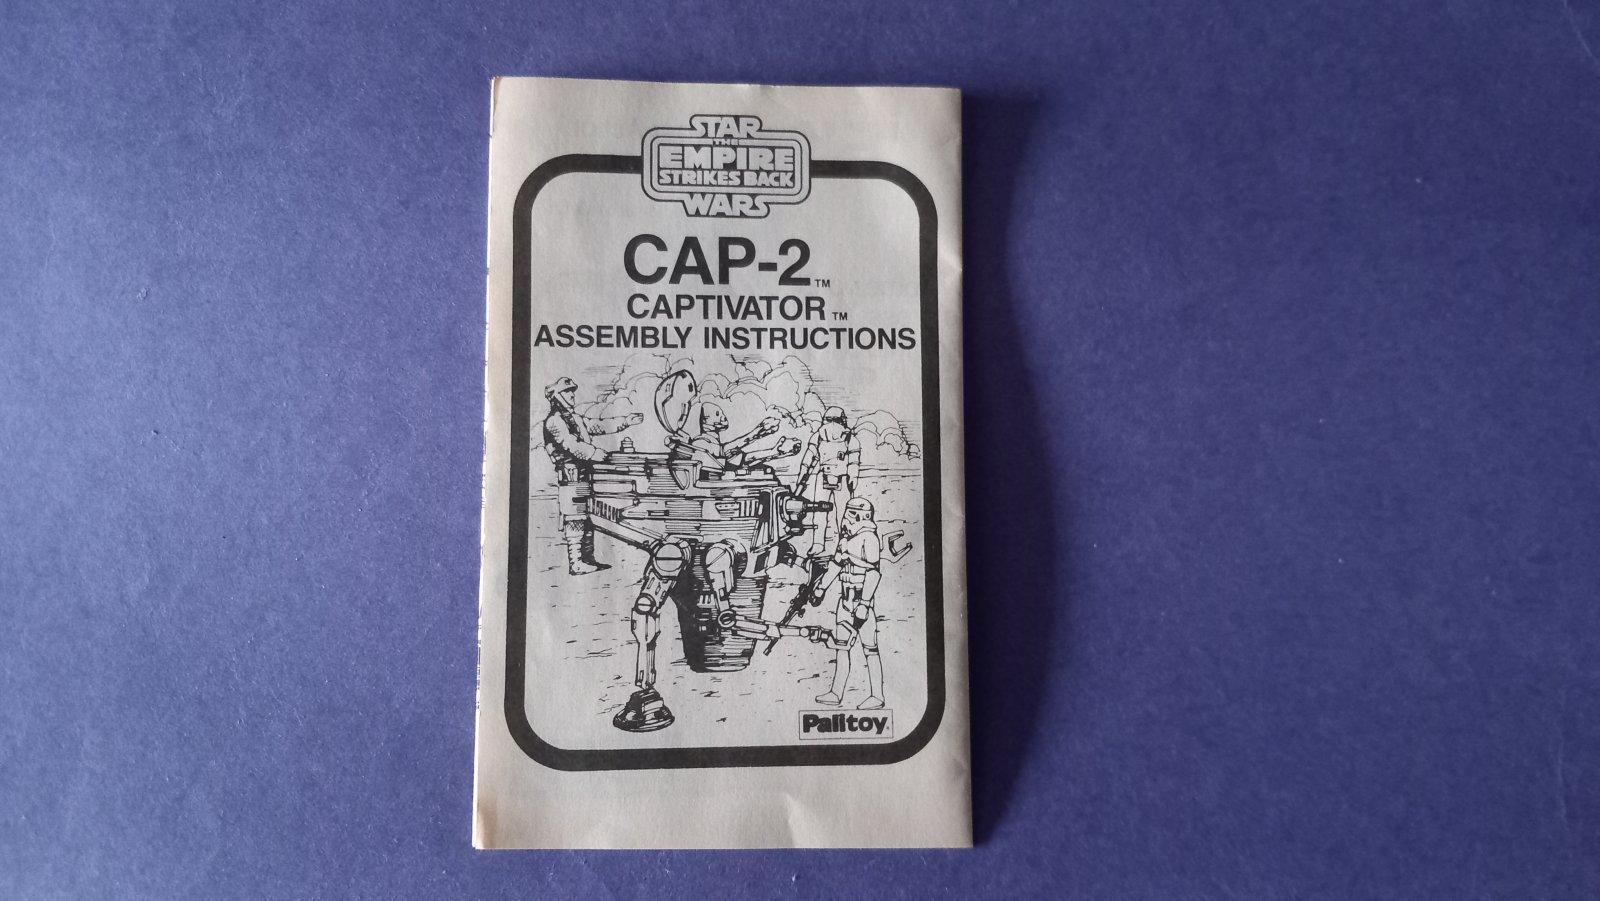 STAR
THE
EMPIRE
STRIKES BACK
WARS
CAP-2™
CAPTIVATOR™
ASSEMBLY INSTRUCTIONS
Palitoy